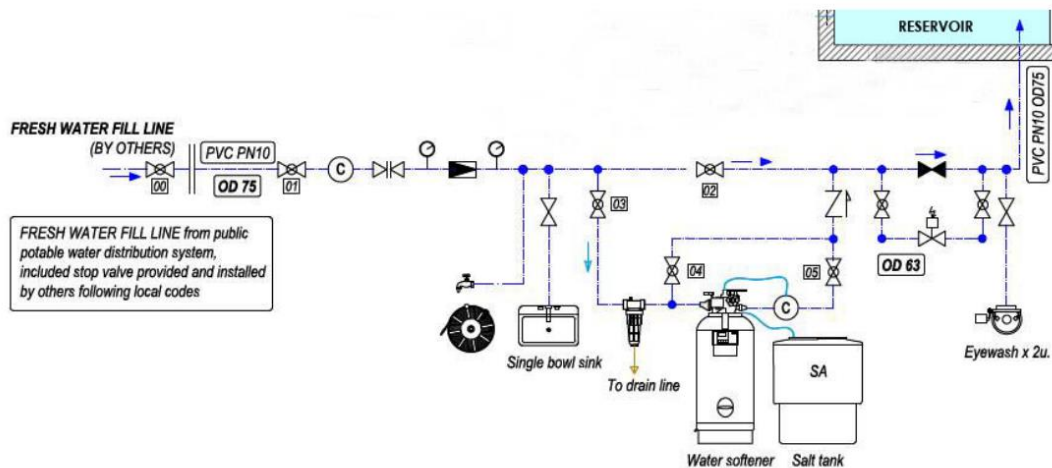 RESERVOIR
PVC PN10 OD75
FRESH WATER FILL LINE
(BY OTHERS)
PVC PN10
00
OD 75
01
C
02
03
FRESH WATER FILL LINE from public
potable water distribution system,
included stop valve provided and installed
by others following local codes
04
05
OD 63
C
Single bowl sink
To drain line
SA
Eyewash x 2u.
Water softener
Salt tank